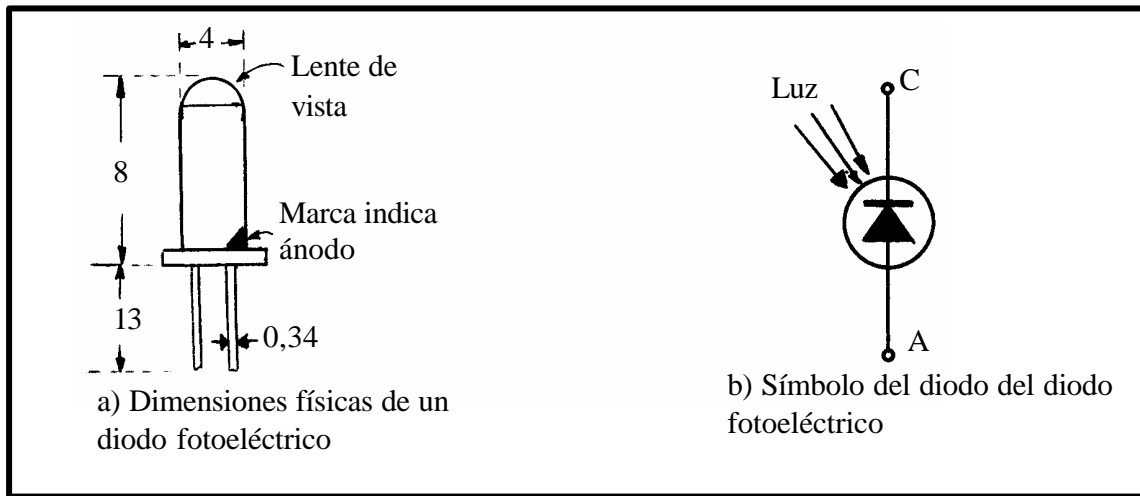 4
Lente de
vista
8
Marca indica
ánodo
13
0,34
a) Dimensiones físicas de un
diodo fotoeléctrico
Luz
C
A
b) Símbolo del diodo del diodo
fotoeléctrico